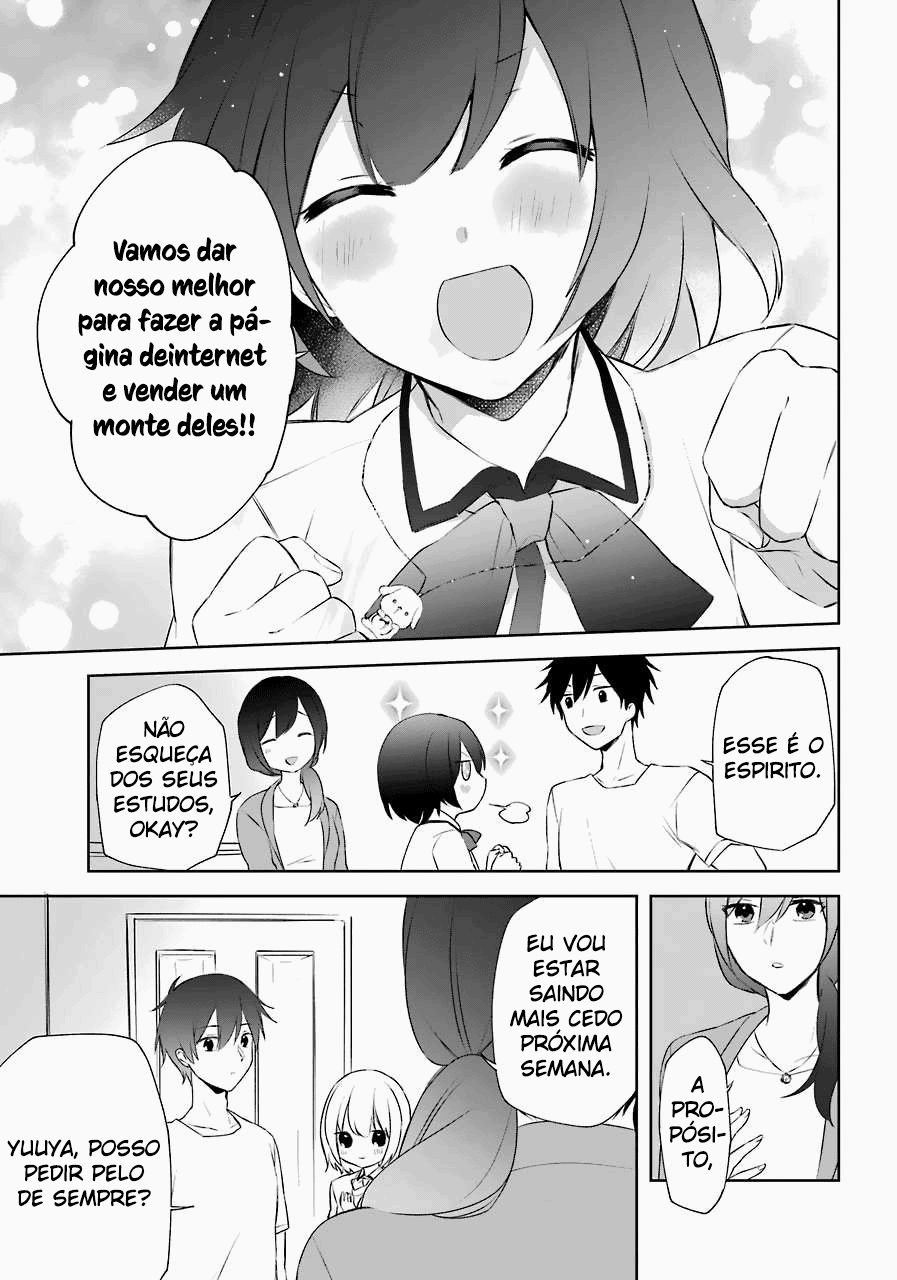 Vamos dar
nosso melhor
para fazer a pá-
gina deinternet
e vender um
monte deles!!
ESSE É O
ESPIRITO.
NÃO
ESQUEÇA
DOS SEUS
ESTUDOS,
OKAY?
A
PRO-
PÓSI-
TO,
EU VOU
ESTAR
SAINDO
MAIS CEDO
PRÓXIMA
SEMANA.
YUUYA, POSSO
PEDIR PELO
DE SEMPRE?